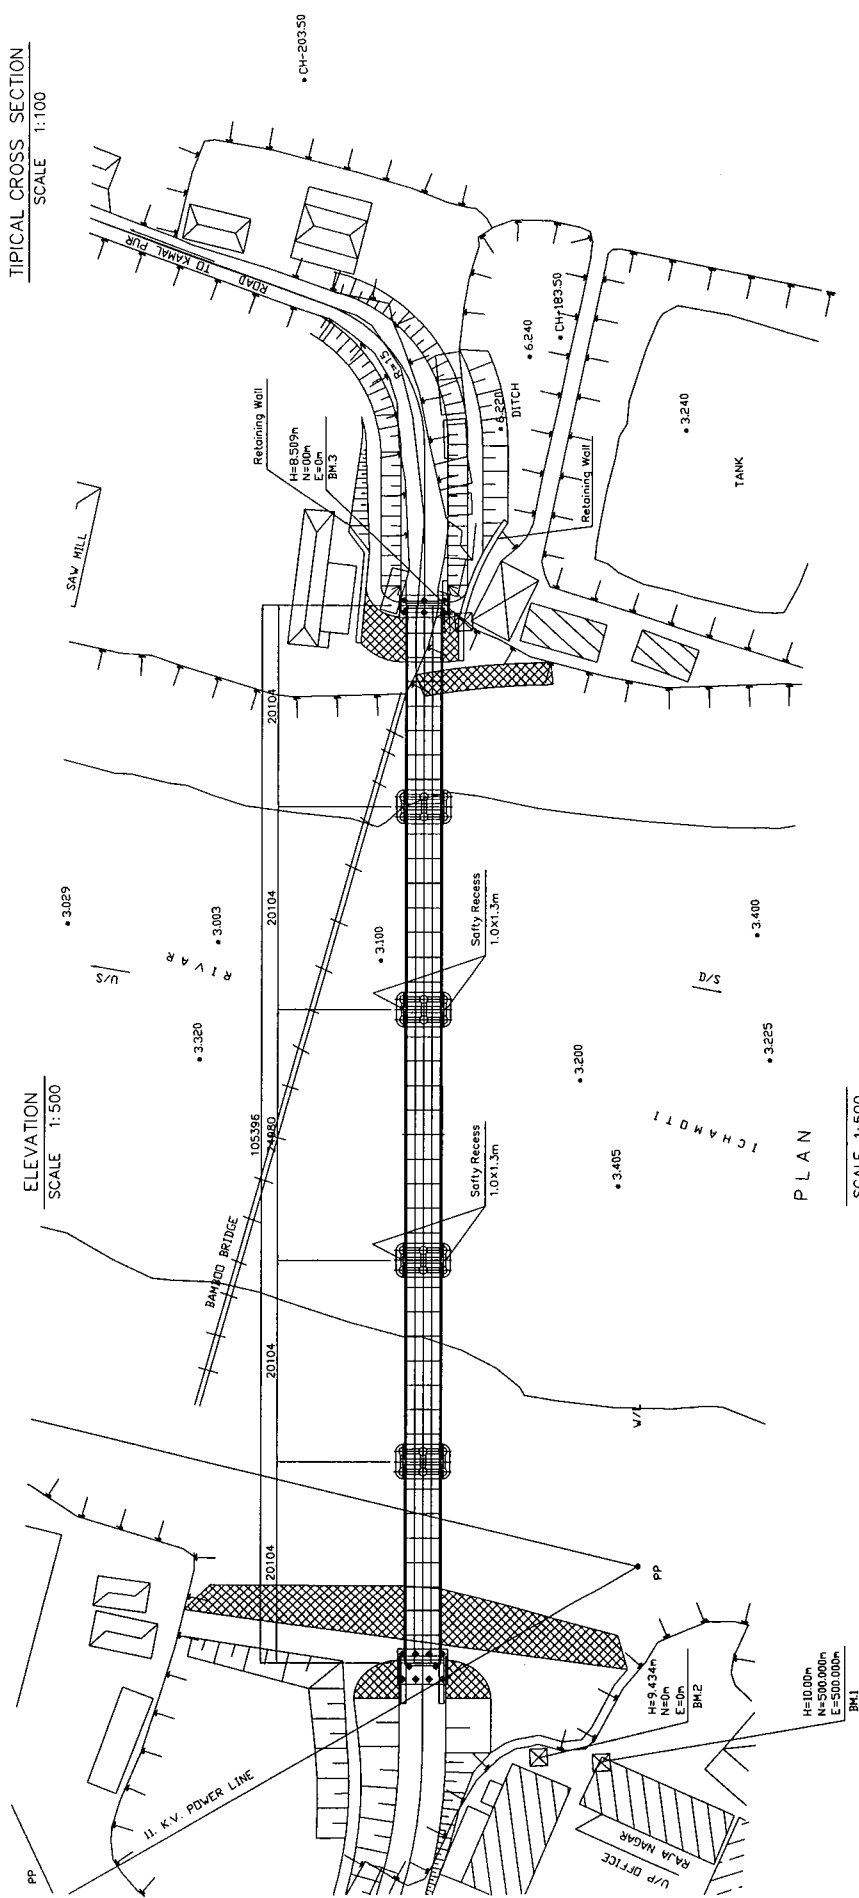 TIPICAL CROSS SECTION
SCALE 1:100
CH-203.50
ROAD
TO KAMAL PUR
R=15
Retaining Wall
H=8.509m
N=00m
E=0m
BM.3
6.240
CH-183.50
6.220
DITCH
Retaining Wall
3.240
TANK
SAW MILL
20104
20104
24980
105396
20104
20104
3.029
3.003
U/S
RIVAR
3.320
3.100
Safty Recess
1.0X1.3m
3.400
D/S
3.225
3.200
3.405
ICHAMOTI
ELEVATION
SCALE 1:500
BAMBOO BRIDGE
Safty Recess
1.0X1.3m
PLAN
SCALE 1:500
W/L
PP
H=9.434m
N=0m
E=0m
BM.2
H=10.00m
N=500.000m
E=500.000m
BM.1
11. K.V. POWER LINE
PP
U/P OFFICE
RAJA NAGAR